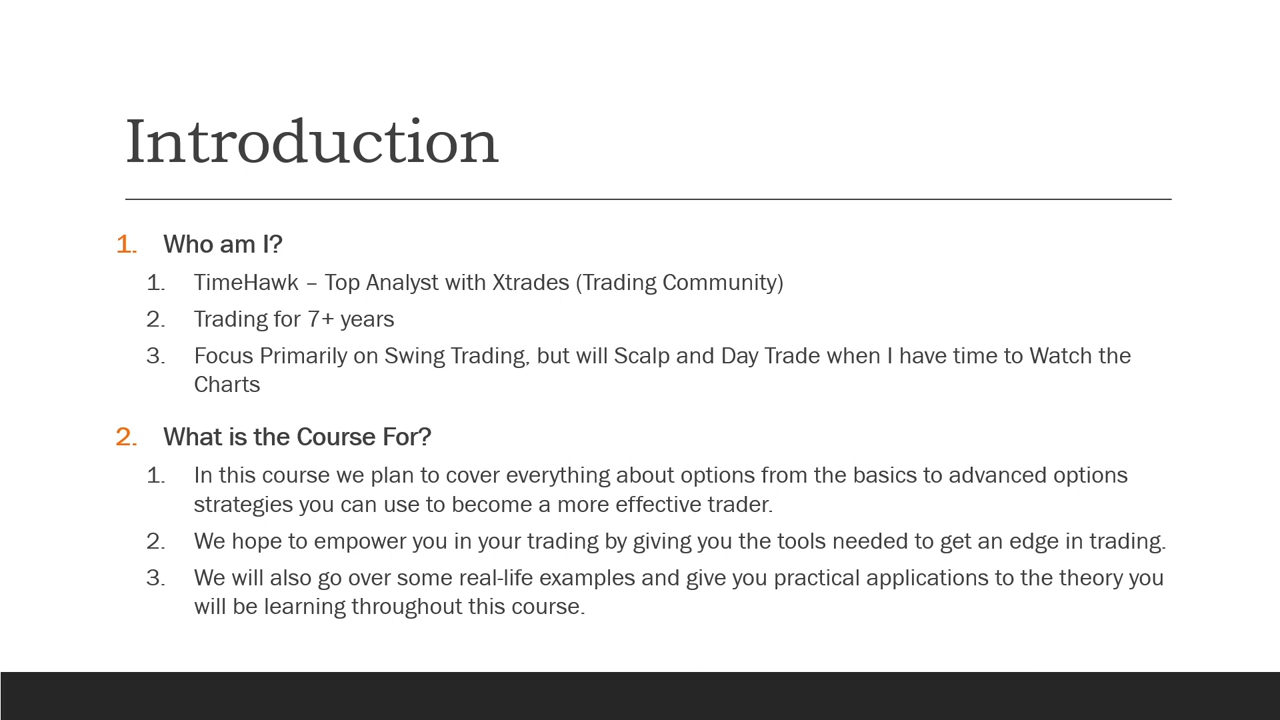 Introduction
1. Who am I?
1. TimeHawk – Top Analyst with Xtrades (Trading Community)
2. Trading for 7+ years
3. Focus Primarily on Swing Trading, but will Scalp and Day Trade when I have time to Watch the
Charts
2. What is the Course For?
1. In this course we plan to cover everything about options from the basics to advanced options
strategies you can use to become a more effective trader.
2. We hope to empower you in your trading by giving you the tools needed to get an edge in trading.
3. We will also go over some real-life examples and give you practical applications to the theory you
will be learning throughout this course.